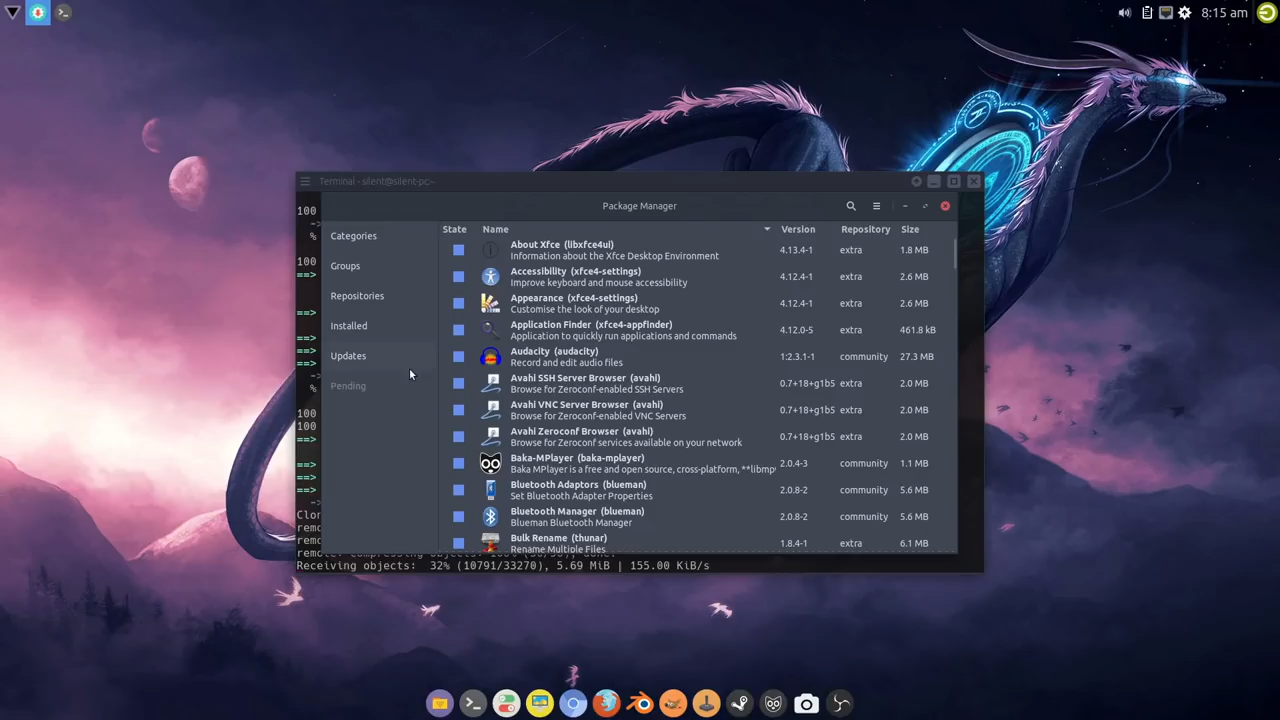 8:15 am
Terminal - silent@silent-pc:~
Package Manager
Categories
Groups
Repositories
Installed
Updates
Pending
State Name Version Repository Size
About Xfce (libxfce4ui)
Information about the Xfce Desktop Environment
4.13.4-1 extra 1.8 MB
Accessibility (xfce4-settings)
Improve keyboard and mouse accessibility
4.12.4-1 extra 2.6 MB
Appearance (xfce4-settings)
Customise the look of your desktop
4.12.4-1 extra 2.6 MB
Application Finder (xfce4-appfinder)
Application to quickly run applications and commands
4.12.0-5 extra 461.8 kB
Audacity (audacity)
Record and edit audio files
1:2.3.1-1 community 27.3 MB
Avahi SSH Server Browser (avahi)
Browse for Zeroconf-enabled SSH Servers
0.7+18+g1b5 extra 2.0 MB
Avahi VNC Server Browser (avahi)
Browse for Zeroconf-enabled VNC Servers
0.7+18+g1b5 extra 2.0 MB
Avahi Zeroconf Browser (avahi)
Browse for Zeroconf services available on your network
0.7+18+g1b5 extra 2.0 MB
Baka-MPlayer (baka-mplayer)
Baka MPlayer is a free and open source, cross-platform, **libmp
2.0.4-3 community 1.1 MB
Bluetooth Adaptors (blueman)
Set Bluetooth Adapter Properties
2.0.8-2 community 5.6 MB
Bluetooth Manager (blueman)
Blueman Bluetooth Manager
2.0.8-2 community 5.6 MB
Bulk Rename (thunar)
Rename Multiple Files
1.8.4-1 extra 6.1 MB
100
->
%
100
==>
==>
==>
==>
==>
->
%
100
100
==>
==>
==>
->
Clon
remo
remo
Receiving objects: 32% (10791/33270), 5.69 MiB | 155.00 KiB/s